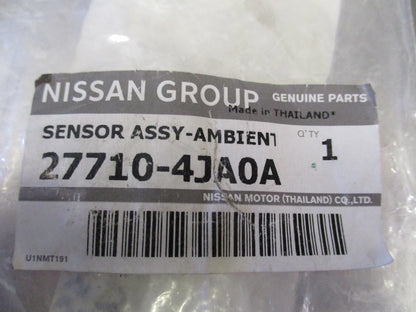 NISSAN GROUP GENUINE PARTS
Made in THAILAND*
SENSOR ASSY-AMBIENT Q'TY
27710-4JA0A 1
NISSAN MOTOR (THAILAND) CO.,LTD.
U1NMT191